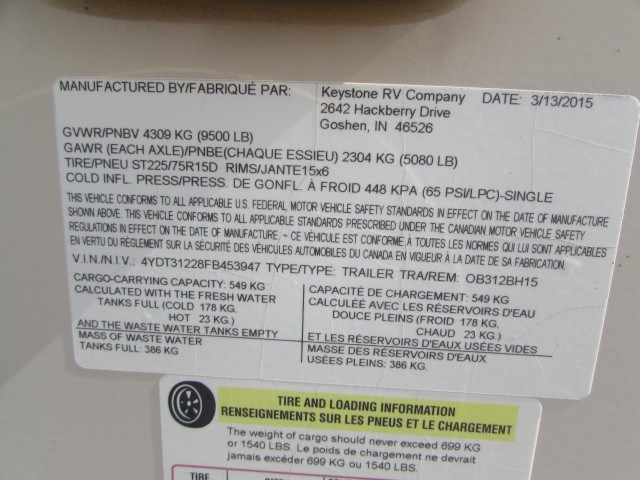 MANUFACTURED BY/FABRIQUÉ PAR: Keystone RV Company DATE: 3/13/2015
2642 Hackberry Drive
Goshen, IN 46526
GVWR/PNBV 4309 KG (9500 LB)
GAWR (EACH AXLE)/PNBE(CHAQUE ESSIEU) 2304 KG (5080 LB)
TIRE/PNEU ST225/75R15D RIMS/JANTE15x6
COLD INFL. PRESS/PRESS. DE GONFL. À FROID 448 KPA (65 PSI/LPC)-SINGLE
THIS VEHICLE CONFORMS TO ALL APPLICABLE U.S. FEDERAL MOTOR VEHICLE SAFETY STANDARDS IN EFFECT ON THE DATE OF MANUFACTURE
SHOWN ABOVE. THIS VEHICLE CONFORMS TO ALL APPLICABLE STANDARDS PRESCRIBED UNDER THE CANADIAN MOTOR VEHICLE SAFETY
REGULATIONS IN EFFECT ON THE DATE OF MANUFACTURE. - CE VÉHICULE EST CONFORME À TOUTES LES NORMES QUI LUI SONT APPLICABLES
EN VERTU DU RÈGLEMENT SUR LA SÉCURITÉ DES VÉHICULES AUTOMOBILES DU CANADA EN VIGUEUR À LA DATE DE SA FABRICATION.
V.I.N./N.I.V.: 4YDT31228FB453947 TYPE/TYPE: TRAILER TRA/REM: OB312BH15
CARGO-CARRYING CAPACITY: 549 KG
CALCULATED WITH THE FRESH WATER
TANKS FULL (COLD 178 KG.
HOT 23 KG.)
AND THE WASTE WATER TANKS EMPTY
MASS OF WASTE WATER
TANKS FULL: 386 KG
CAPACITÉ DE CHARGEMENT: 549 KG
CALCULÉE AVEC LES RÉSERVOIRS D'EAU
DOUCE PLEINS (FROID 178 KG.
CHAUD 23 KG.)
ET LES RÉSERVOIRS D'EAUX USÉES VIDES
MASSE DES RÉSERVOIRS D'EAUX
USÉES PLEINS: 386 KG.
TIRE AND LOADING INFORMATION
RENSEIGNEMENTS SUR LES PNEUS ET LE CHARGEMENT
The weight of cargo should never exceed 699 KG
or 1540 LBS. Le poids de chargement ne devrait
jamais excéder 699 KG ou 1540 LBS.
TIRE